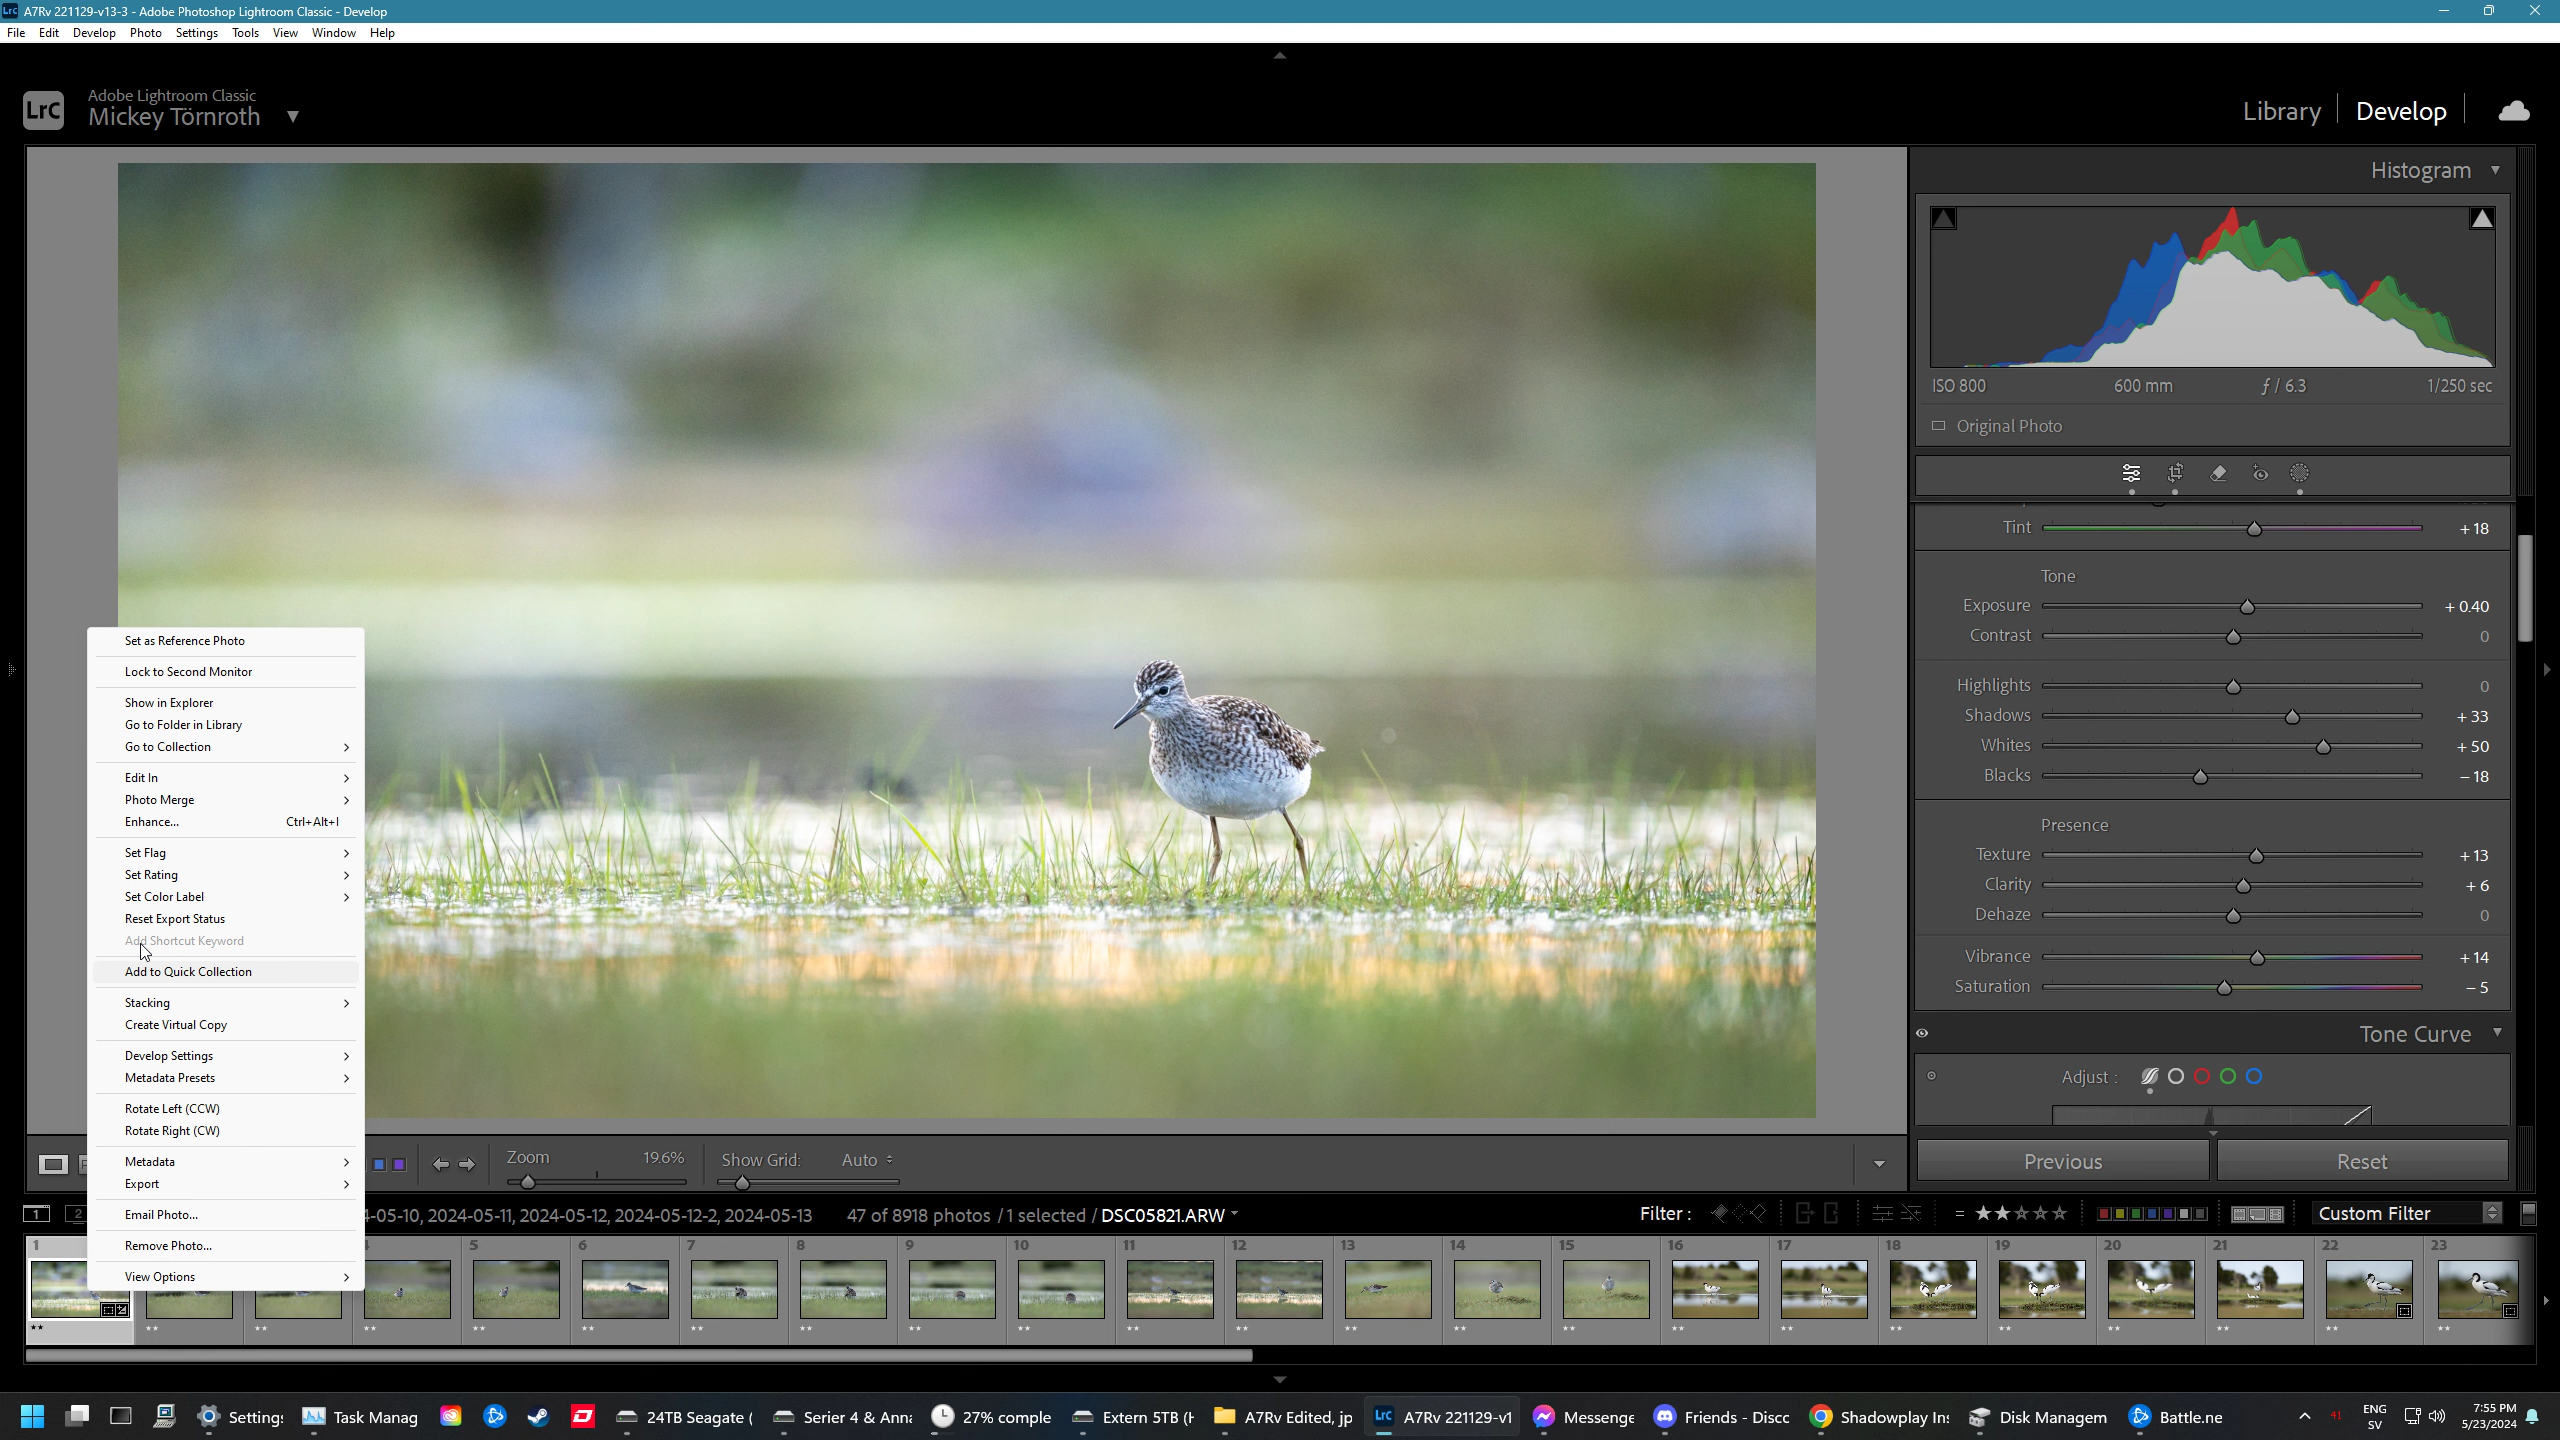 A7Rv 221129-v13-3 - Adobe Photoshop Lightroom Classic - Develop
File Edit Develop Photo Settings Tools View Window Help
LrC
Adobe Lightroom Classic
Mickey Törnroth
Library
Develop
Histogram
ISO 800 600 mm ƒ / 6.3 1/250 sec
Original Photo
Tint +18
Tone
Exposure + 0.40
Contrast 0
Highlights 0
Shadows + 33
Whites + 50
Blacks - 18
Presence
Texture + 13
Clarity + 6
Dehaze 0
Vibrance + 14
Saturation - 5
Tone Curve
Adjust :
Previous Reset
Set as Reference Photo
Lock to Second Monitor
Show in Explorer
Go to Folder in Library
Go to Collection
Edit In
Photo Merge
Enhance... Ctrl+Alt+I
Set Flag
Set Rating
Set Color Label
Reset Export Status
Add Shortcut Keyword
Add to Quick Collection
Stacking
Create Virtual Copy
Develop Settings
Metadata Presets
Rotate Left (CCW)
Rotate Right (CW)
Metadata
Export
Email Photo...
Remove Photo...
View Options
Zoom 19.6% Show Grid: Auto
1 2
-05-10, 2024-05-11, 2024-05-12, 2024-05-12-2, 2024-05-13 47 of 8918 photos / 1 selected / DSC05821.ARW
Filter : Custom Filter
1 4 5 6 7 8 9 10 11 12 13 14 15 16 17 18 19 20 21 22 23
Settings Task Manag 24TB Seagate ( Serier 4 & Anna 27% comple Extern 5TB (H A7Rv Edited, jp A7Rv 221129-v1 Messenge Friends - Discc Shadowplay Ins Disk Managem Battle.ne
41 ENG SV 7:55 PM 5/23/2024